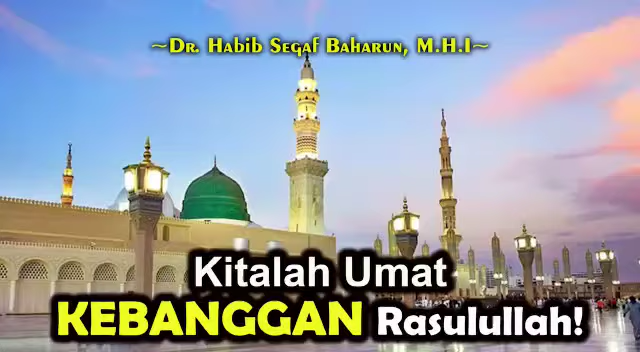 ~Dr. Habib Segaf Baharun, M.H.I~
Kitalah Umat
KEBANGGAN Rasulullah!